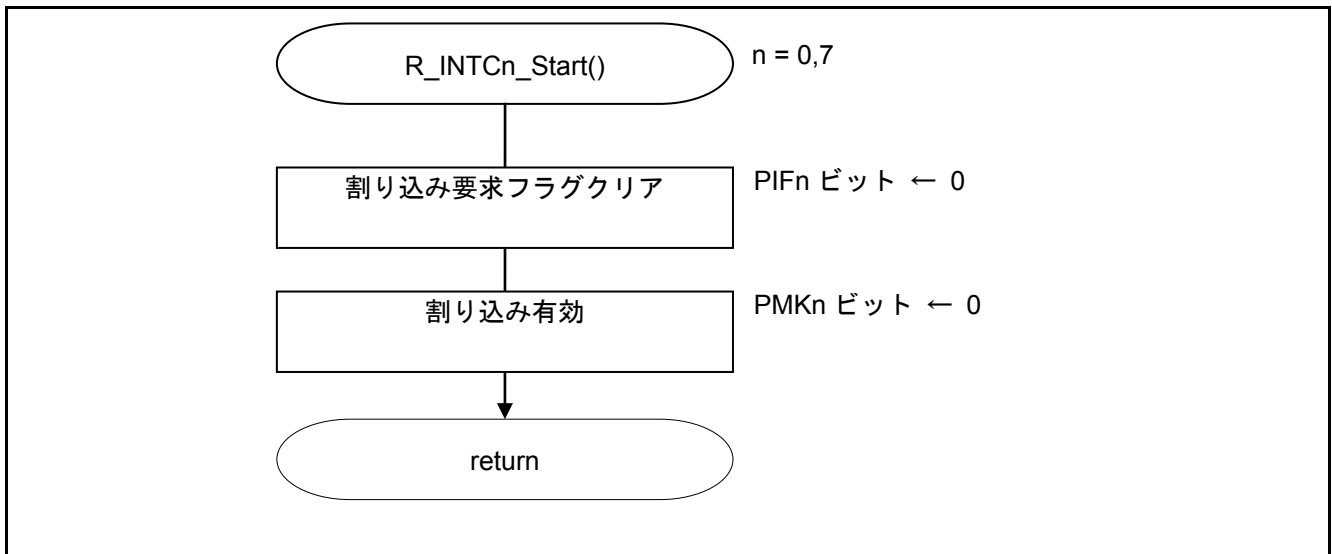 R_INTCn_Start()
n = 0,7
割り込み要求フラグクリア
PIFn ビット ← 0
割り込み有効
PMKn ビット ← 0
return